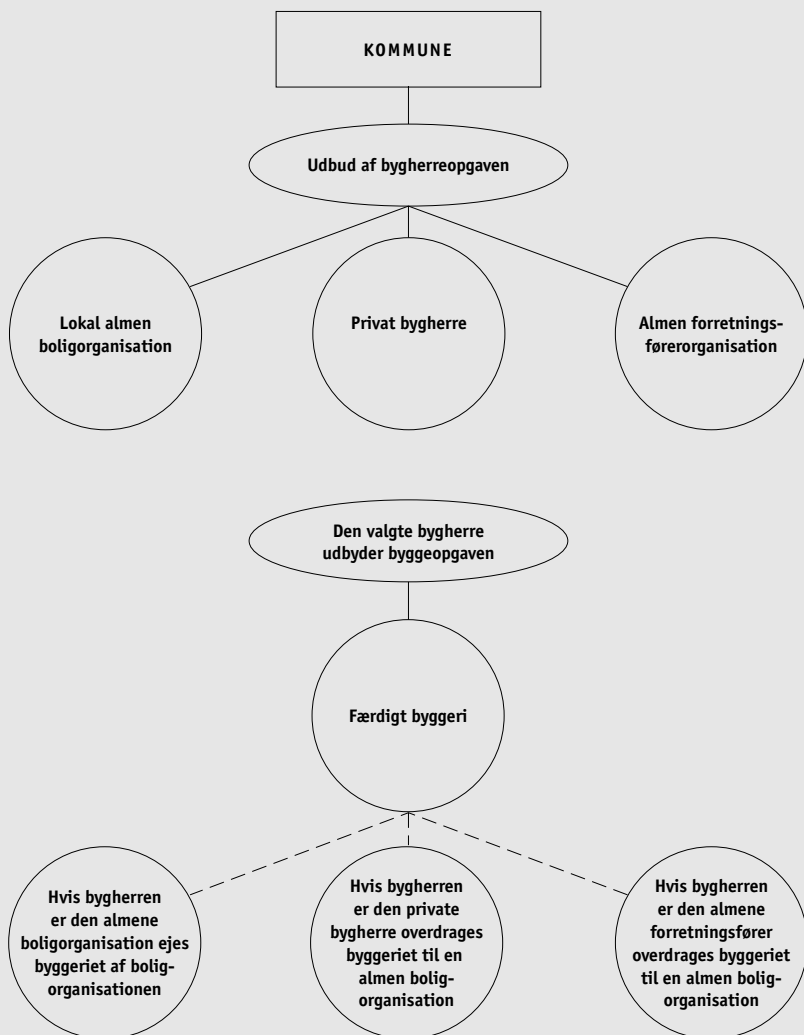 KOMMUNE
Udbud af bygherreopgaven
Lokal almen
boligorganisation
Privat bygherre
Almen forretnings-
førerorganisation
Den valgte bygherre
udbyder byggeopgaven
Færdigt byggeri
Hvis bygherren
er den almene
boligorganisation ejes
byggeriet af bolig-
organisationen
Hvis bygherren
er den private
bygherre overdrages
byggeriet til en
almen bolig-
organisation
Hvis bygherren
er den almene
forretningsfører
overdrages byggeriet
til en almen bolig-
organisation